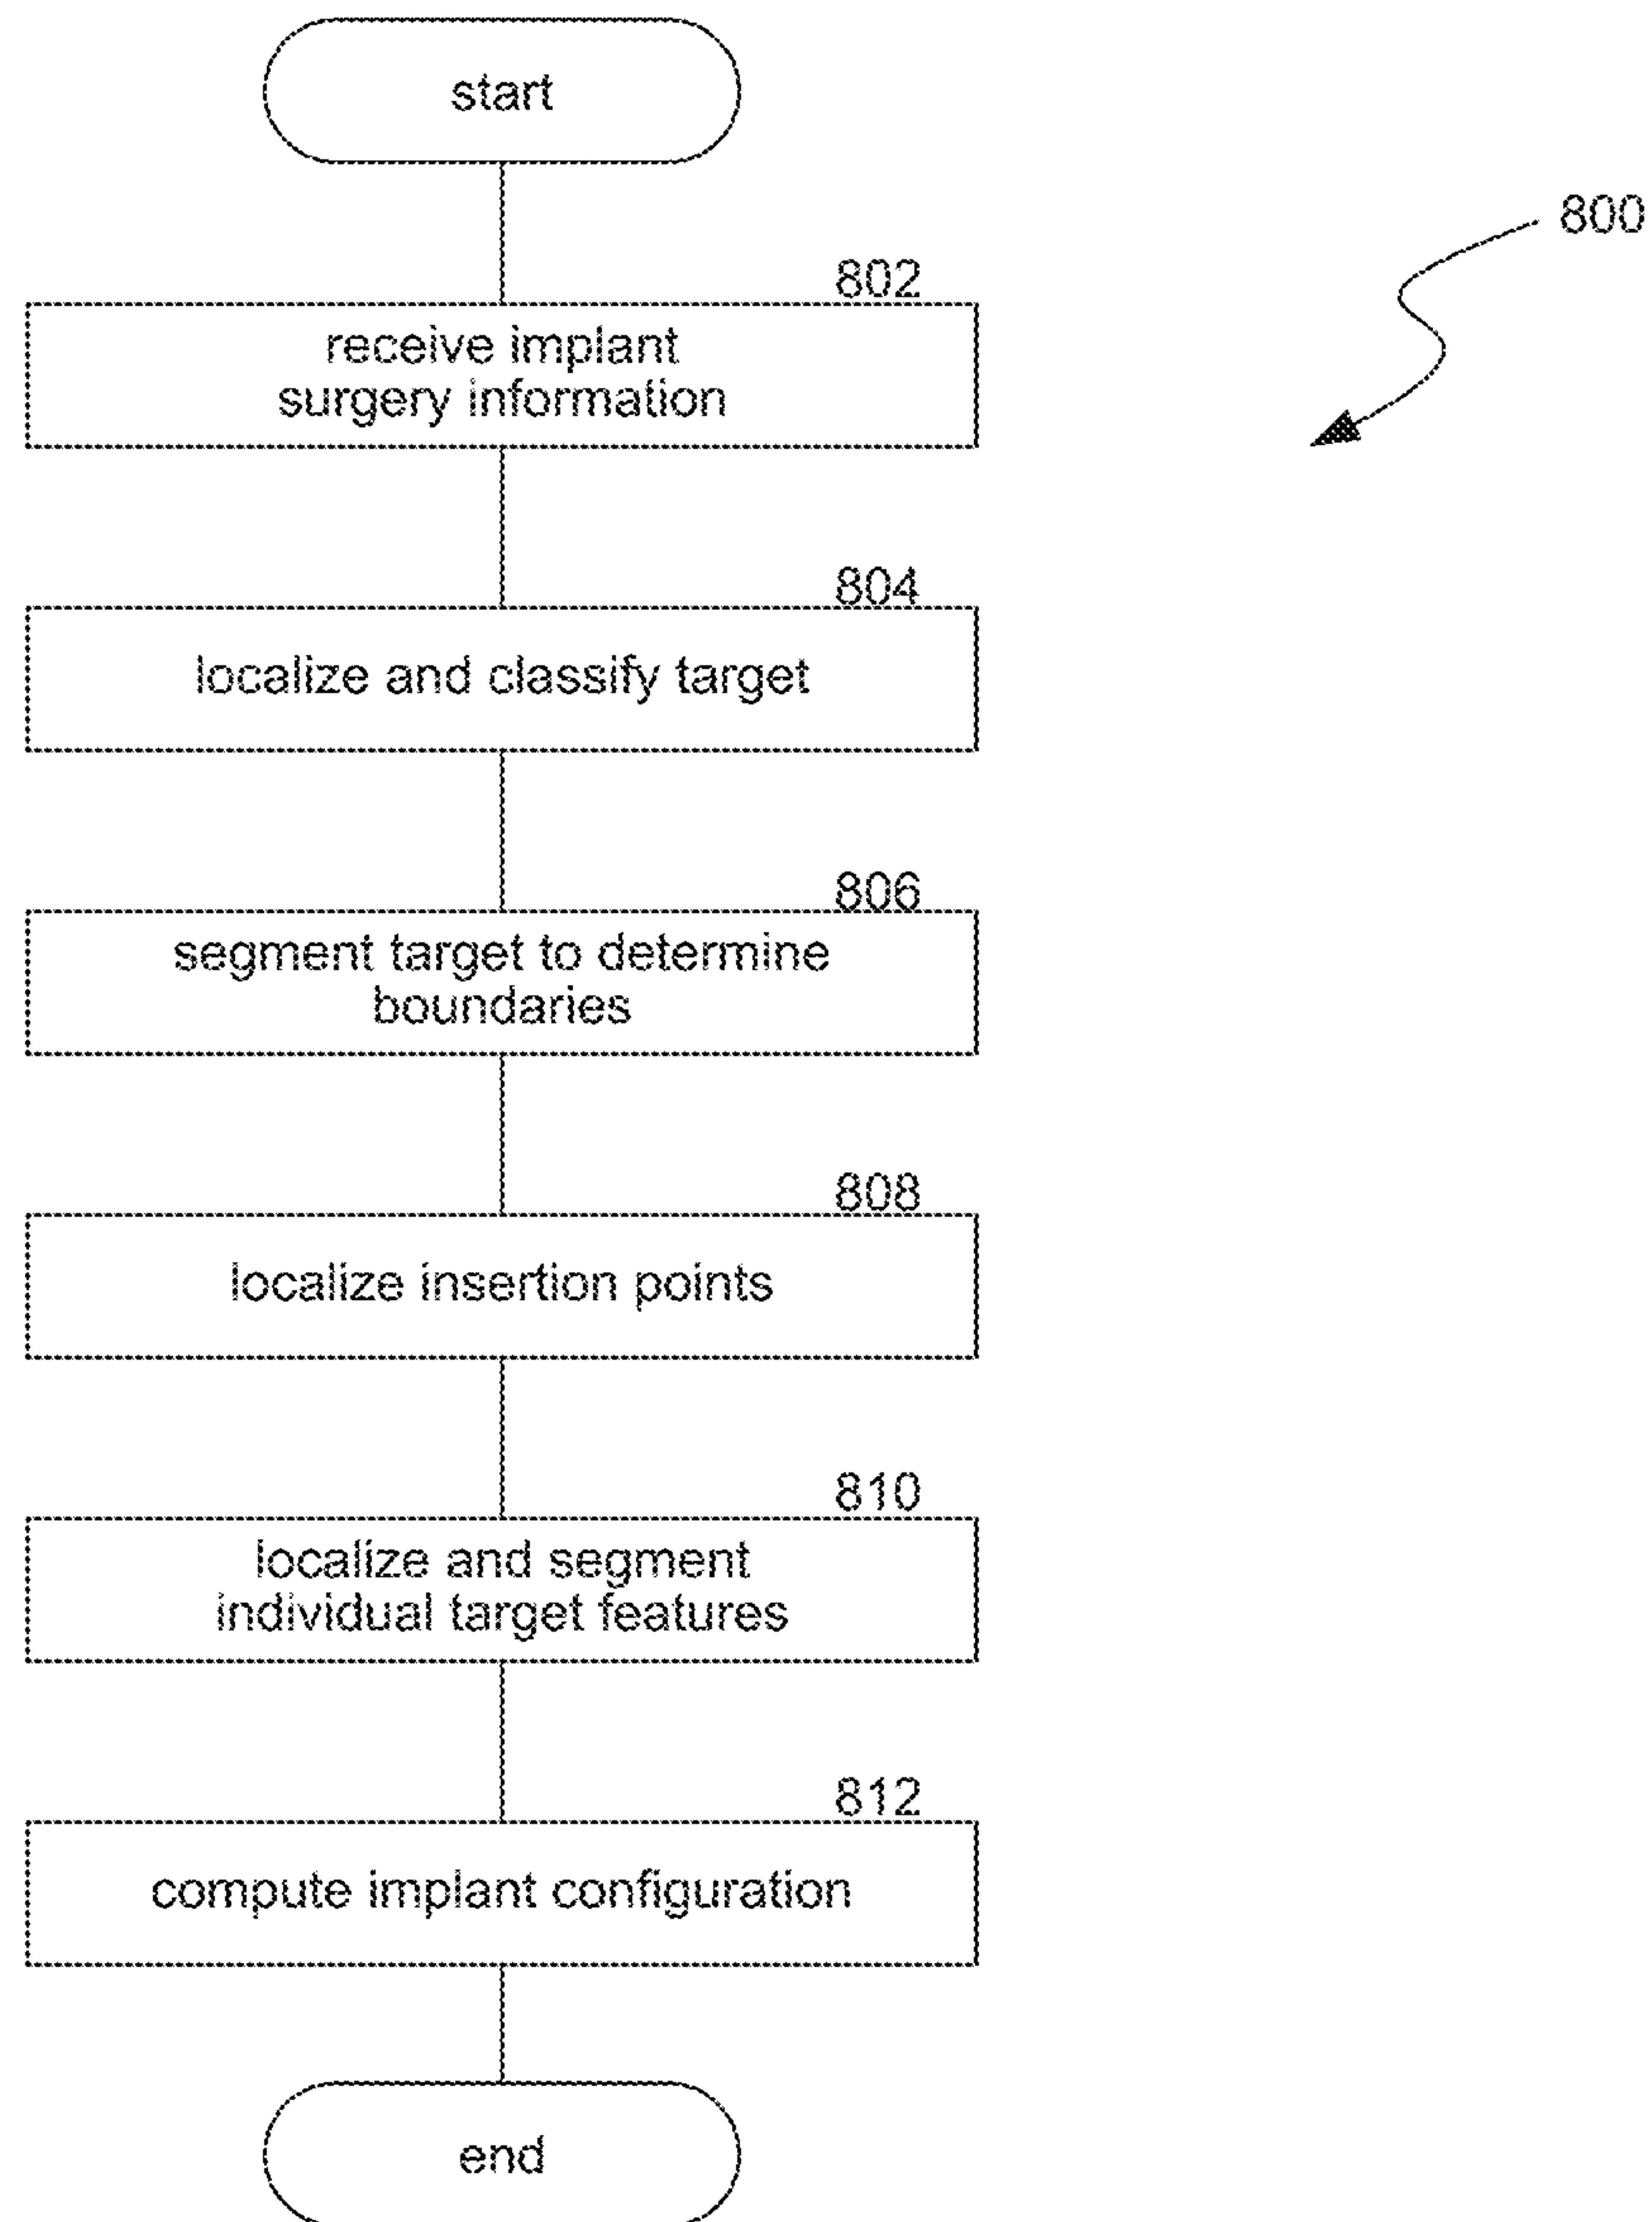 start
800
802
receive implant
surgery information
804
localize and classify target
806
segment target to determine
boundaries
808
localize insertion points
810
localize and segment
individual target features
812
compute implant configuration
end